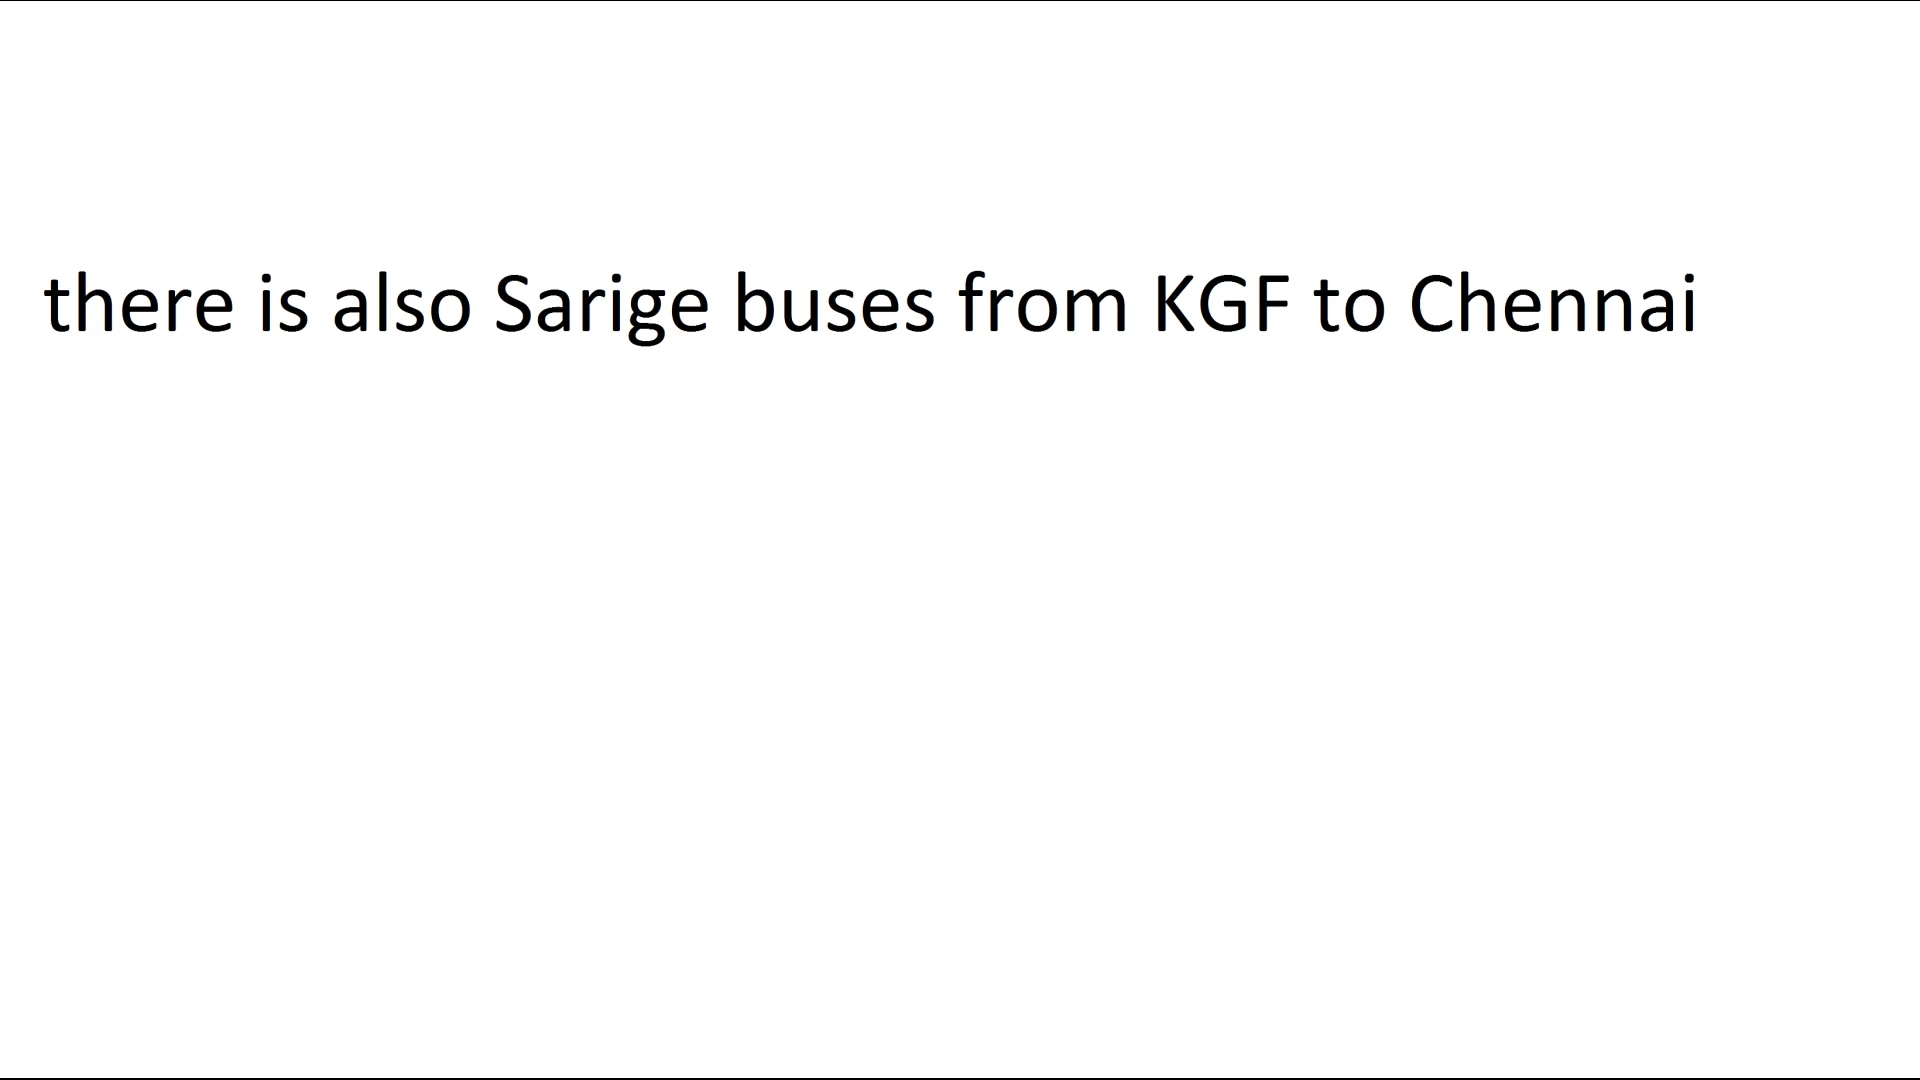 there is also Sarige buses from KGF to Chennai